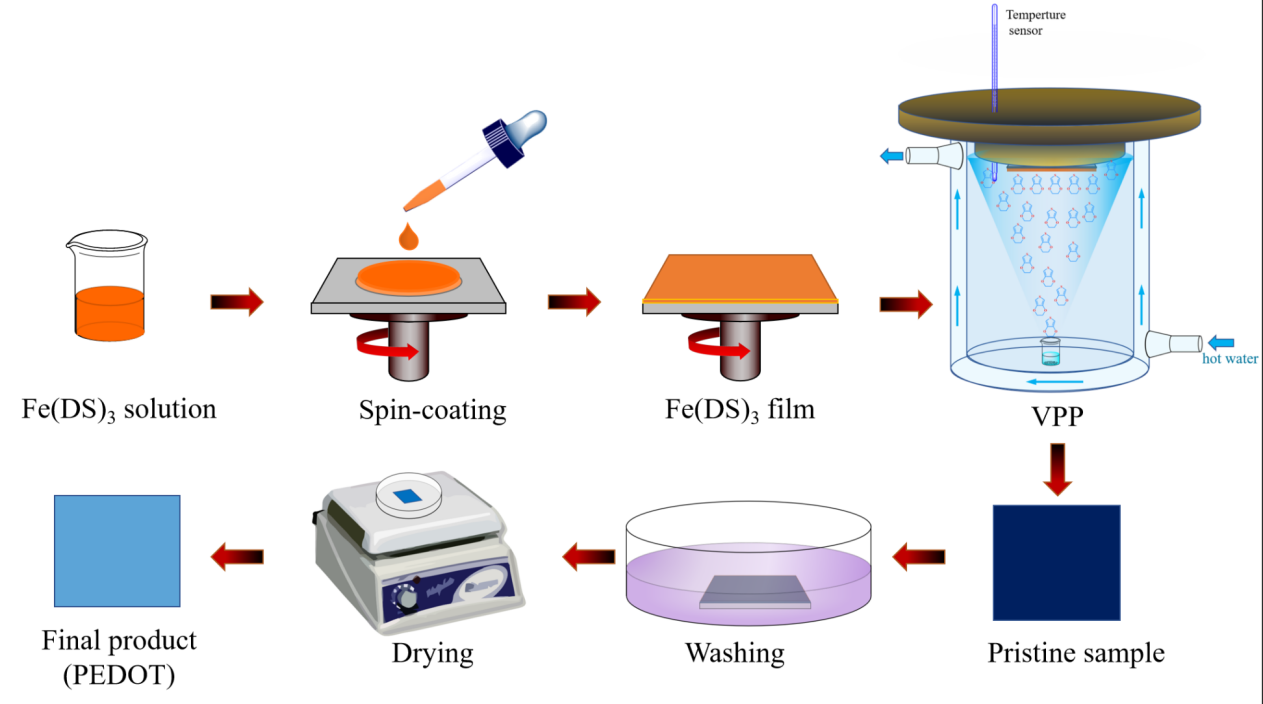 Temperture
sensor
hot water
Fe(DS)₃ solution
Spin-coating
Fe(DS)₃ film
VPP
Final product
(PEDOT)
Drying
Washing
Pristine sample